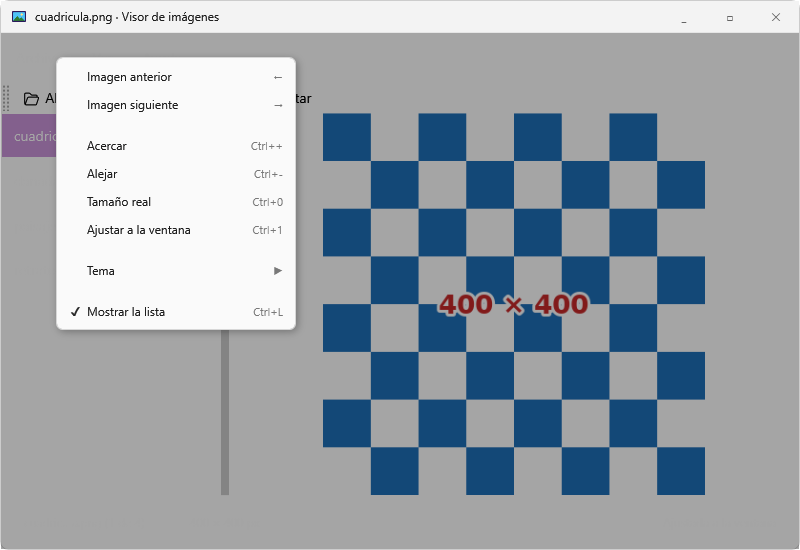 cuadricula.png · Visor de imágenes
Imagen anterior ←
Imagen siguiente →
Acercar Ctrl++
Alejar Ctrl+-
Tamaño real Ctrl+0
Ajustar a la ventana Ctrl+1
Tema
Mostrar la lista Ctrl+L
400 × 400